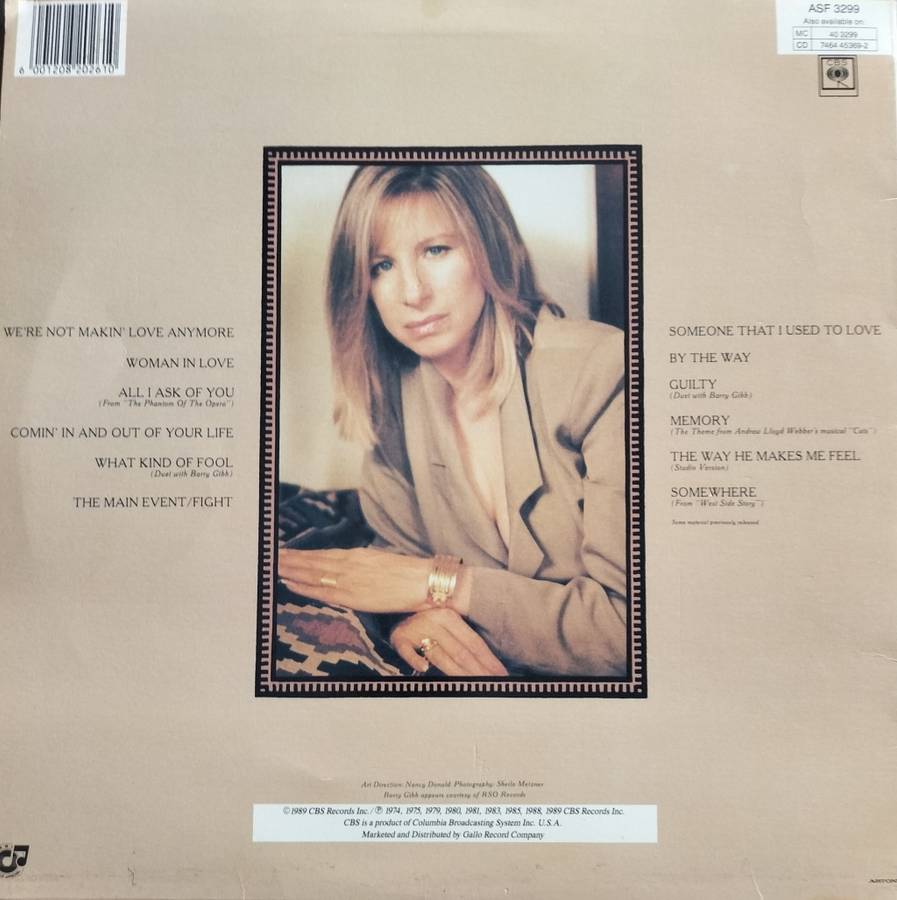 6 001208 202610
ASF 3299
Also available on:
MC 40 3299
CD 7464 45369-2
CBS
WE'RE NOT MAKIN' LOVE ANYMORE
WOMAN IN LOVE
ALL I ASK OF YOU
(From "The Phantom Of The Opera")
COMIN' IN AND OUT OF YOUR LIFE
WHAT KIND OF FOOL
(Duet with Barry Gibb)
THE MAIN EVENT/FIGHT
SOMEONE THAT I USED TO LOVE
BY THE WAY
GUILTY
(Duet with Barry Gibb)
MEMORY
(The Theme from Andrew Lloyd Webber's musical "Cats")
THE WAY HE MAKES ME FEEL
(Studio Version)
SOMEWHERE
(From "West Side Story")
Some material previously released
Art Direction: Nancy Donald Photography: Sheila Metzner
Barry Gibb appears courtesy of RSO Records
©1989 CBS Records Inc./ ℗ 1974, 1975, 1979, 1980, 1981, 1983, 1985, 1988, 1989 CBS Records Inc.
CBS is a product of Columbia Broadcasting System Inc. U.S.A.
Marketed and Distributed by Gallo Record Company